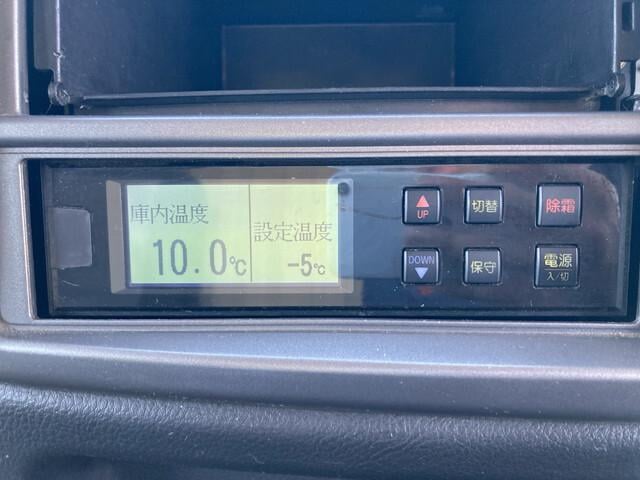 庫内温度
10.0℃
設定温度
-5℃
UP
切替
除霜
DOWN
保守
電源
入/切